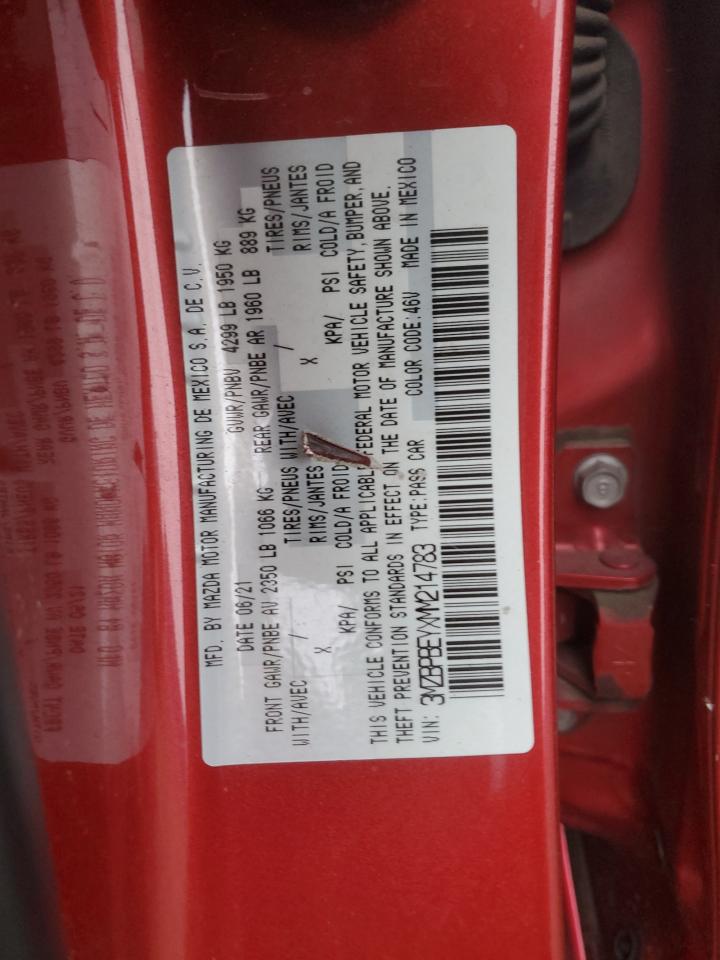 MFD. BY MAZDA MOTOR MANUFACTURING DE MEXICO S.A. DE C.V.
DATE 06/21 GVWR/PNBV 4299 LB 1950 KG
FRONT GAWR/PNBE AV 2350 LB 1066 KG REAR GAWR/PNBE AR 1960 LB 889 KG
WITH/AVEC / TIRES/PNEUS WITH/AVEC / TIRES/PNEUS
X RIMS/JANTES X RIMS/JANTES
KPA/ PSI COLD/A FROID KPA/ PSI COLD/A FROID
THIS VEHICLE CONFORMS TO ALL APPLICABLE FEDERAL MOTOR VEHICLE SAFETY, BUMPER, AND
THEFT PREVENTION STANDARDS IN EFFECT ON THE DATE OF MANUFACTURE SHOWN ABOVE.
VIN: 3MZBPBEYXMM214783 TYPE:PASS CAR COLOR CODE:46V MADE IN MEXICO